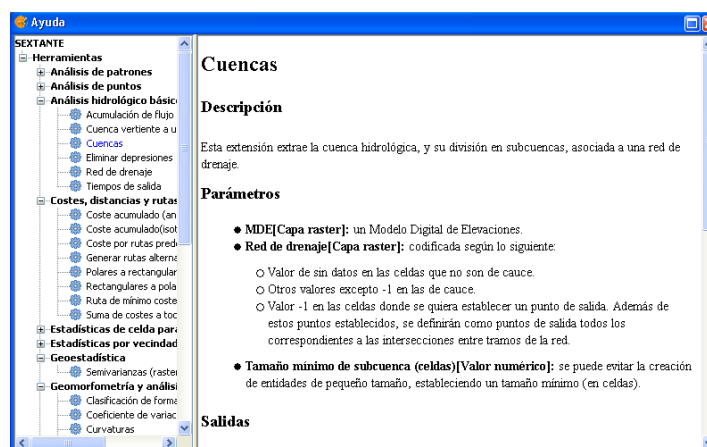 Ayuda
SEXTANTE
Herramientas
Análisis de patrones
Análisis de puntos
Análisis hidrológico básico
Acumulación de flujo
Cuenca vertiente a u
Cuencas
Eliminar depresiones
Red de drenaje
Tiempos de salida
Costes, distancias y rutas
Coste acumulado (an
Coste acumulado(isot
Coste por rutas pred
Generar rutas alterna
Polares a rectangular
Rectangulares a pola
Ruta de mínimo coste
Suma de costes a toc
Estadísticas de celda para
Estadísticas por vecindad
Geoestadística
Semivarianzas (raster
Geomorfometría y análisi
Clasificación de forma
Coeficiente de variac
Curvaturas
Cuencas
Descripción
Esta extensión extrae la cuenca hidrológica, y su división en subcuencas, asociada a una red de
drenaje.
Parámetros
MDE[Capa raster]: un Modelo Digital de Elevaciones.
Red de drenaje[Capa raster]: codificada según lo siguiente:
Valor de sin datos en las celdas que no son de cauce.
Otros valores excepto -1 en las de cauce.
Valor -1 en las celdas donde se quiera establecer un punto de salida. Además de
estos puntos establecidos, se definirán como puntos de salida todos los
correspondientes a las intersecciones entre tramos de la red.
Tamaño mínimo de subcuenca (celdas)[Valor numérico]: se puede evitar la creación
de entidades de pequeño tamaño, estableciendo un tamaño mínimo (en celdas).
Salidas